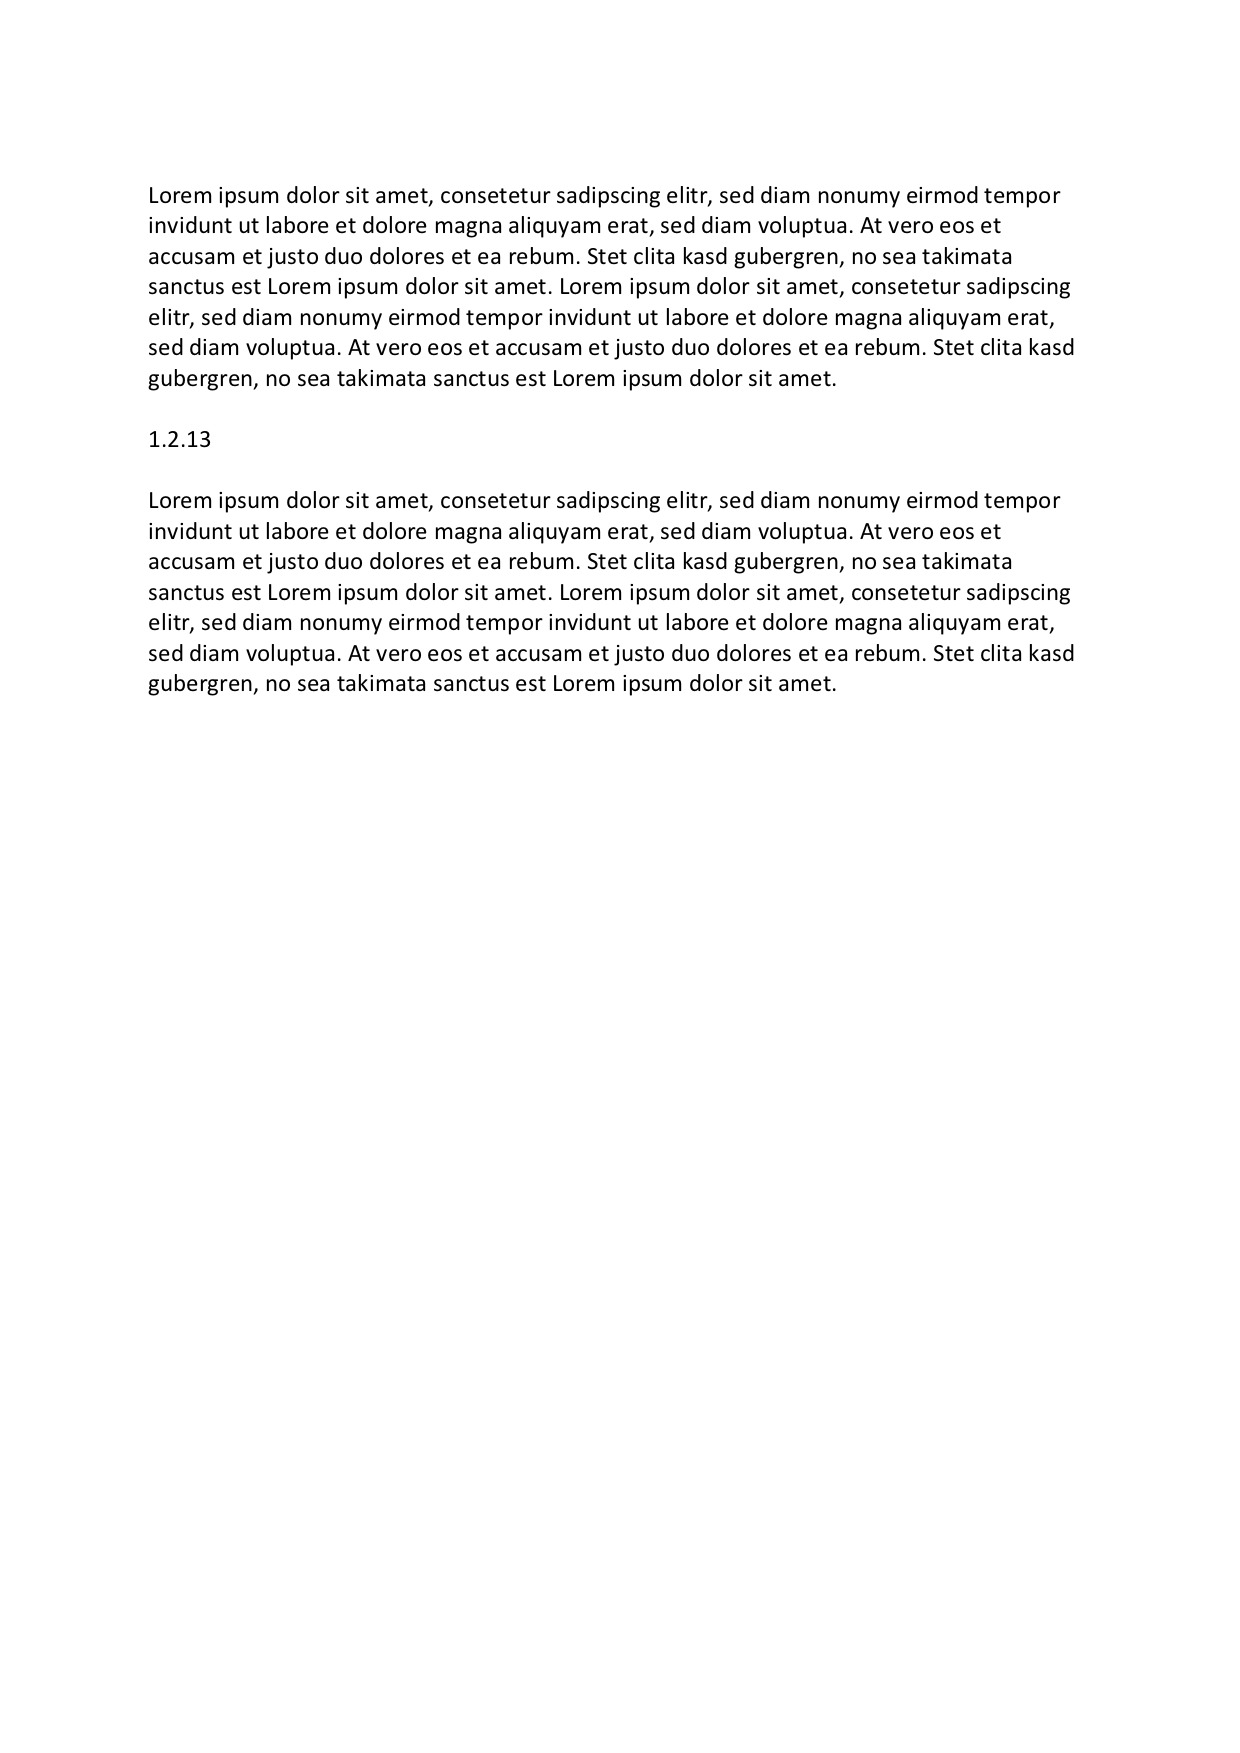 Lorem ipsum dolor sit amet, consetetur sadipscing elitr, sed diam nonumy eirmod tempor
invidunt ut labore et dolore magna aliquyam erat, sed diam voluptua. At vero eos et
accusam et justo duo dolores et ea rebum. Stet clita kasd gubergren, no sea takimata
sanctus est Lorem ipsum dolor sit amet. Lorem ipsum dolor sit amet, consetetur sadipscing
elitr, sed diam nonumy eirmod tempor invidunt ut labore et dolore magna aliquyam erat,
sed diam voluptua. At vero eos et accusam et justo duo dolores et ea rebum. Stet clita kasd
gubergren, no sea takimata sanctus est Lorem ipsum dolor sit amet.
1.2.13
Lorem ipsum dolor sit amet, consetetur sadipscing elitr, sed diam nonumy eirmod tempor
invidunt ut labore et dolore magna aliquyam erat, sed diam voluptua. At vero eos et
accusam et justo duo dolores et ea rebum. Stet clita kasd gubergren, no sea takimata
sanctus est Lorem ipsum dolor sit amet. Lorem ipsum dolor sit amet, consetetur sadipscing
elitr, sed diam nonumy eirmod tempor invidunt ut labore et dolore magna aliquyam erat,
sed diam voluptua. At vero eos et accusam et justo duo dolores et ea rebum. Stet clita kasd
gubergren, no sea takimata sanctus est Lorem ipsum dolor sit amet.